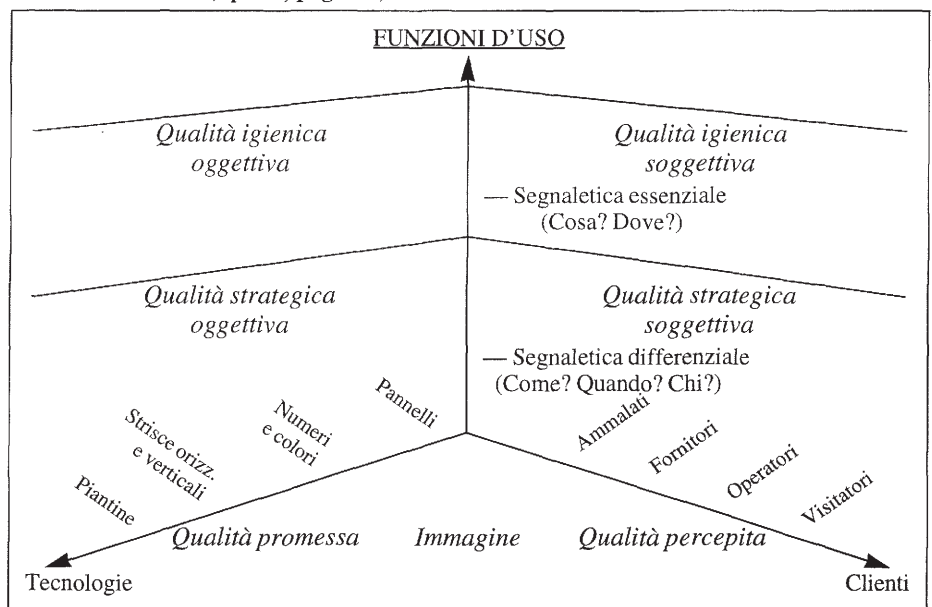 FUNZIONI D'USO
Qualità igienica
oggettiva
Qualità igienica
soggettiva
— Segnaletica essenziale
(Cosa? Dove?)
Qualità strategica
oggettiva
Qualità strategica
soggettiva
— Segnaletica differenziale
(Come? Quando? Chi?)
Piantine
Strisce orizz.
e verticali
Numeri
e colori
Pannelli
Ammalati
Fornitori
Operatori
Visitatori
Qualità promessa
Immagine
Qualità percepita
Tecnologie
Clienti